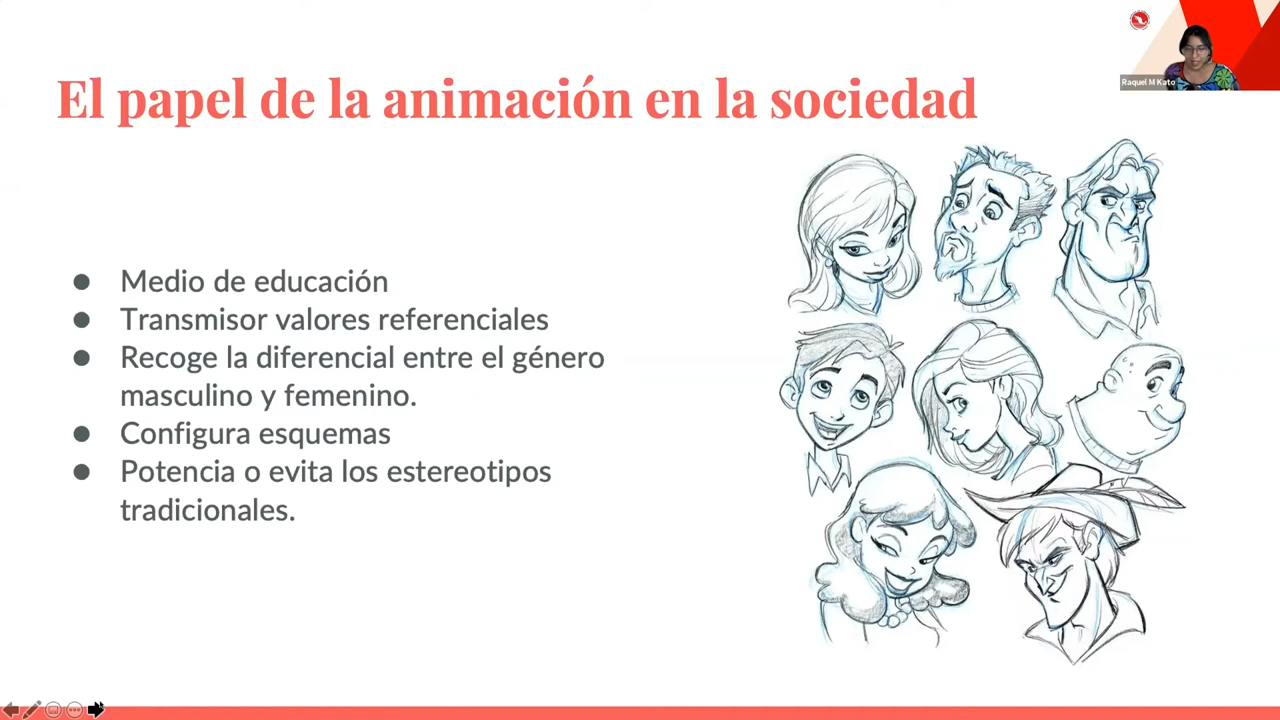 Raquel M Kato
El papel de la animación en la sociedad
● Medio de educación
● Transmisor valores referenciales
● Recoge la diferencial entre el género
masculino y femenino.
● Configura esquemas
● Potencia o evita los estereotipos
tradicionales.